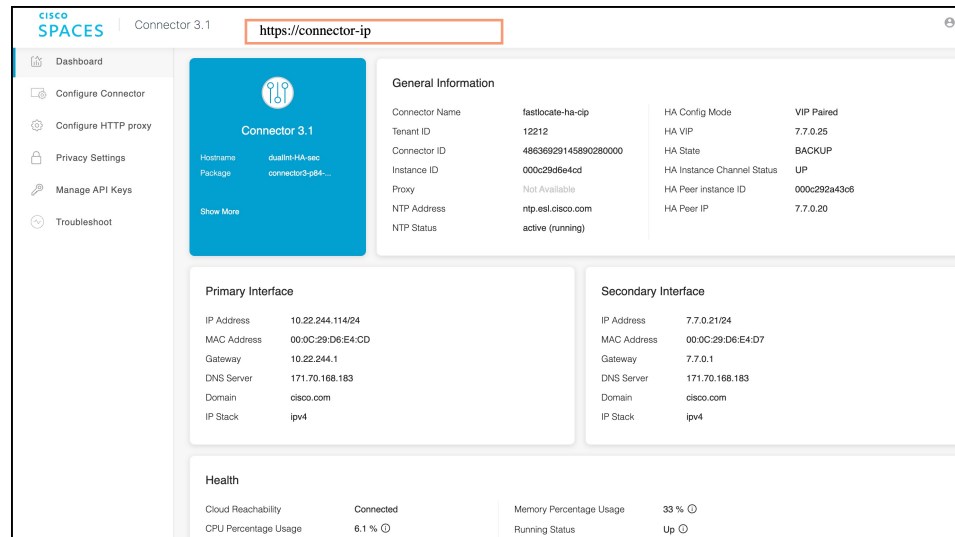 CISCO
SPACES
Connector 3.1
https://connector-ip
Dashboard
Configure Connector
Configure HTTP proxy
Privacy Settings
Manage API Keys
Troubleshoot
Connector 3.1
Hostname dualInt-HA-sec
Package connector3-p84-...
Show More
General Information
Connector Name fastlocate-ha-cip
Tenant ID 12212
Connector ID 48636929145890280000
Instance ID 000c29d6e4cd
Proxy Not Available
NTP Address ntp.esl.cisco.com
NTP Status active (running)
HA Config Mode VIP Paired
HA VIP 7.7.0.25
HA State BACKUP
HA Instance Channel Status UP
HA Peer instance ID 000c292a43c6
HA Peer IP 7.7.0.20
Primary Interface
IP Address 10.22.244.114/24
MAC Address 00:0C:29:D6:E4:CD
Gateway 10.22.244.1
DNS Server 171.70.168.183
Domain cisco.com
IP Stack ipv4
Secondary Interface
IP Address 7.7.0.21/24
MAC Address 00:0C:29:D6:E4:D7
Gateway 7.7.0.1
DNS Server 171.70.168.183
Domain cisco.com
IP Stack ipv4
Health
Cloud Reachability Connected
CPU Percentage Usage 6.1 %
Memory Percentage Usage 33 %
Running Status Up